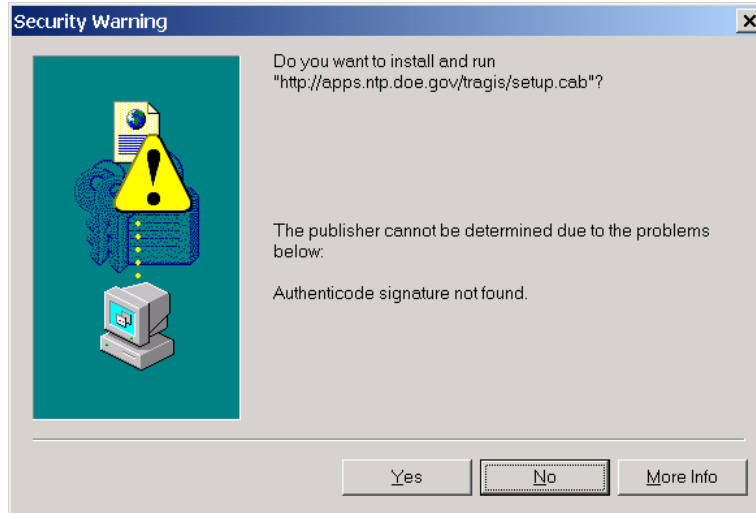 Security Warning
Do you want to install and run
"http://apps.ntp.doe.gov/tragis/setup.cab"?
The publisher cannot be determined due to the problems
below:
Authenticode signature not found.
Yes
No
More Info